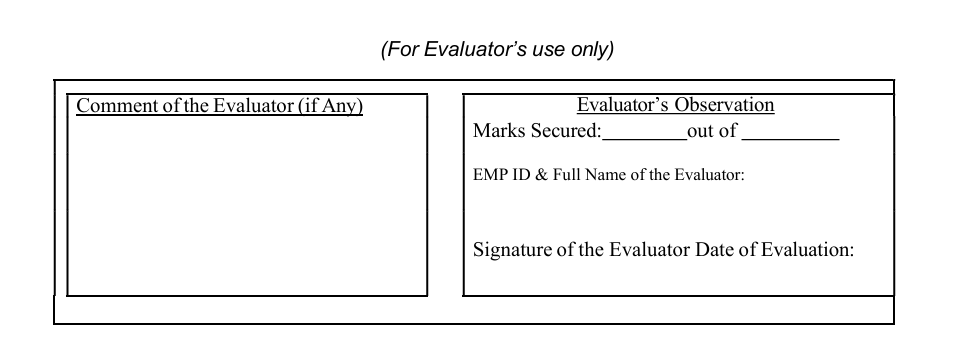 (For Evaluator's use only)
Comment of the Evaluator (if Any)
Evaluator's Observation
Marks Secured:________out of _________
EMP ID & Full Name of the Evaluator:
Signature of the Evaluator Date of Evaluation: